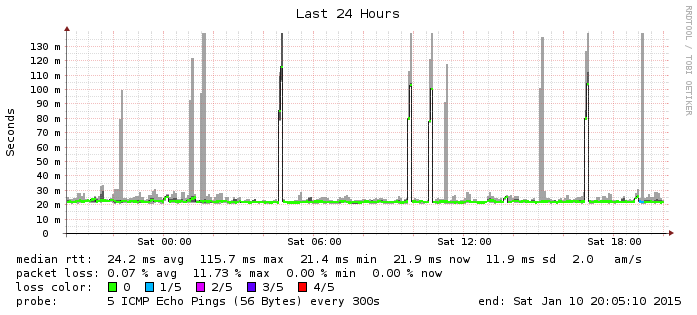 Last 24 Hours
RRDTOOL / TOBI OETIKER
Seconds
130 m
120 m
110 m
100 m
90 m
80 m
70 m
60 m
50 m
40 m
30 m
20 m
10 m
0
Sat 00:00 Sat 06:00 Sat 12:00 Sat 18:00
median rtt: 24.2 ms avg 115.7 ms max 21.4 ms min 21.9 ms now 11.9 ms sd 2.0 am/s
packet loss: 0.07 % avg 11.73 % max 0.00 % min 0.00 % now
loss color: 0 1/5 2/5 3/5 4/5
probe: 5 ICMP Echo Pings (56 Bytes) every 300s end: Sat Jan 10 20:05:10 2015